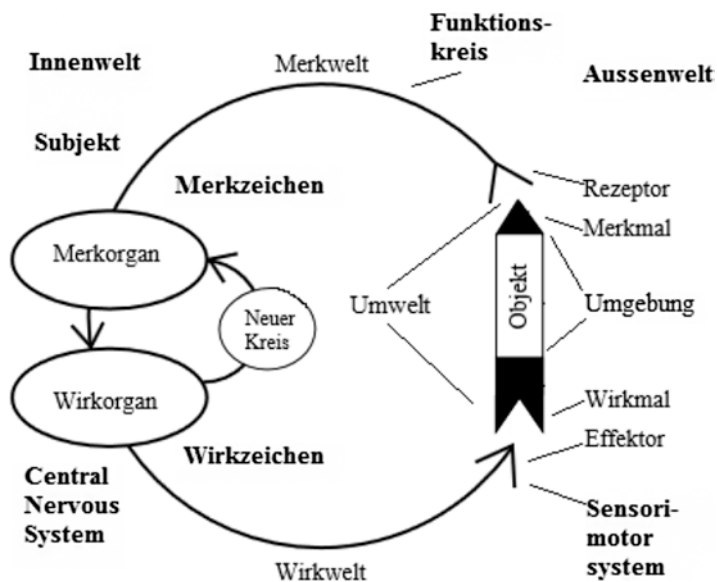 Funktions-
kreis
Innenwelt
Merkwelt
Aussenwelt
Subjekt
Merkzeichen
Rezeptor
Merkmal
Merkorgan
Objekt
Umwelt
Umgebung
Neuer
Kreis
Wirkorgan
Wirkmal
Effektor
Wirkzeichen
Central
Nervous
System
Sensori-
motor
system
Wirkwelt